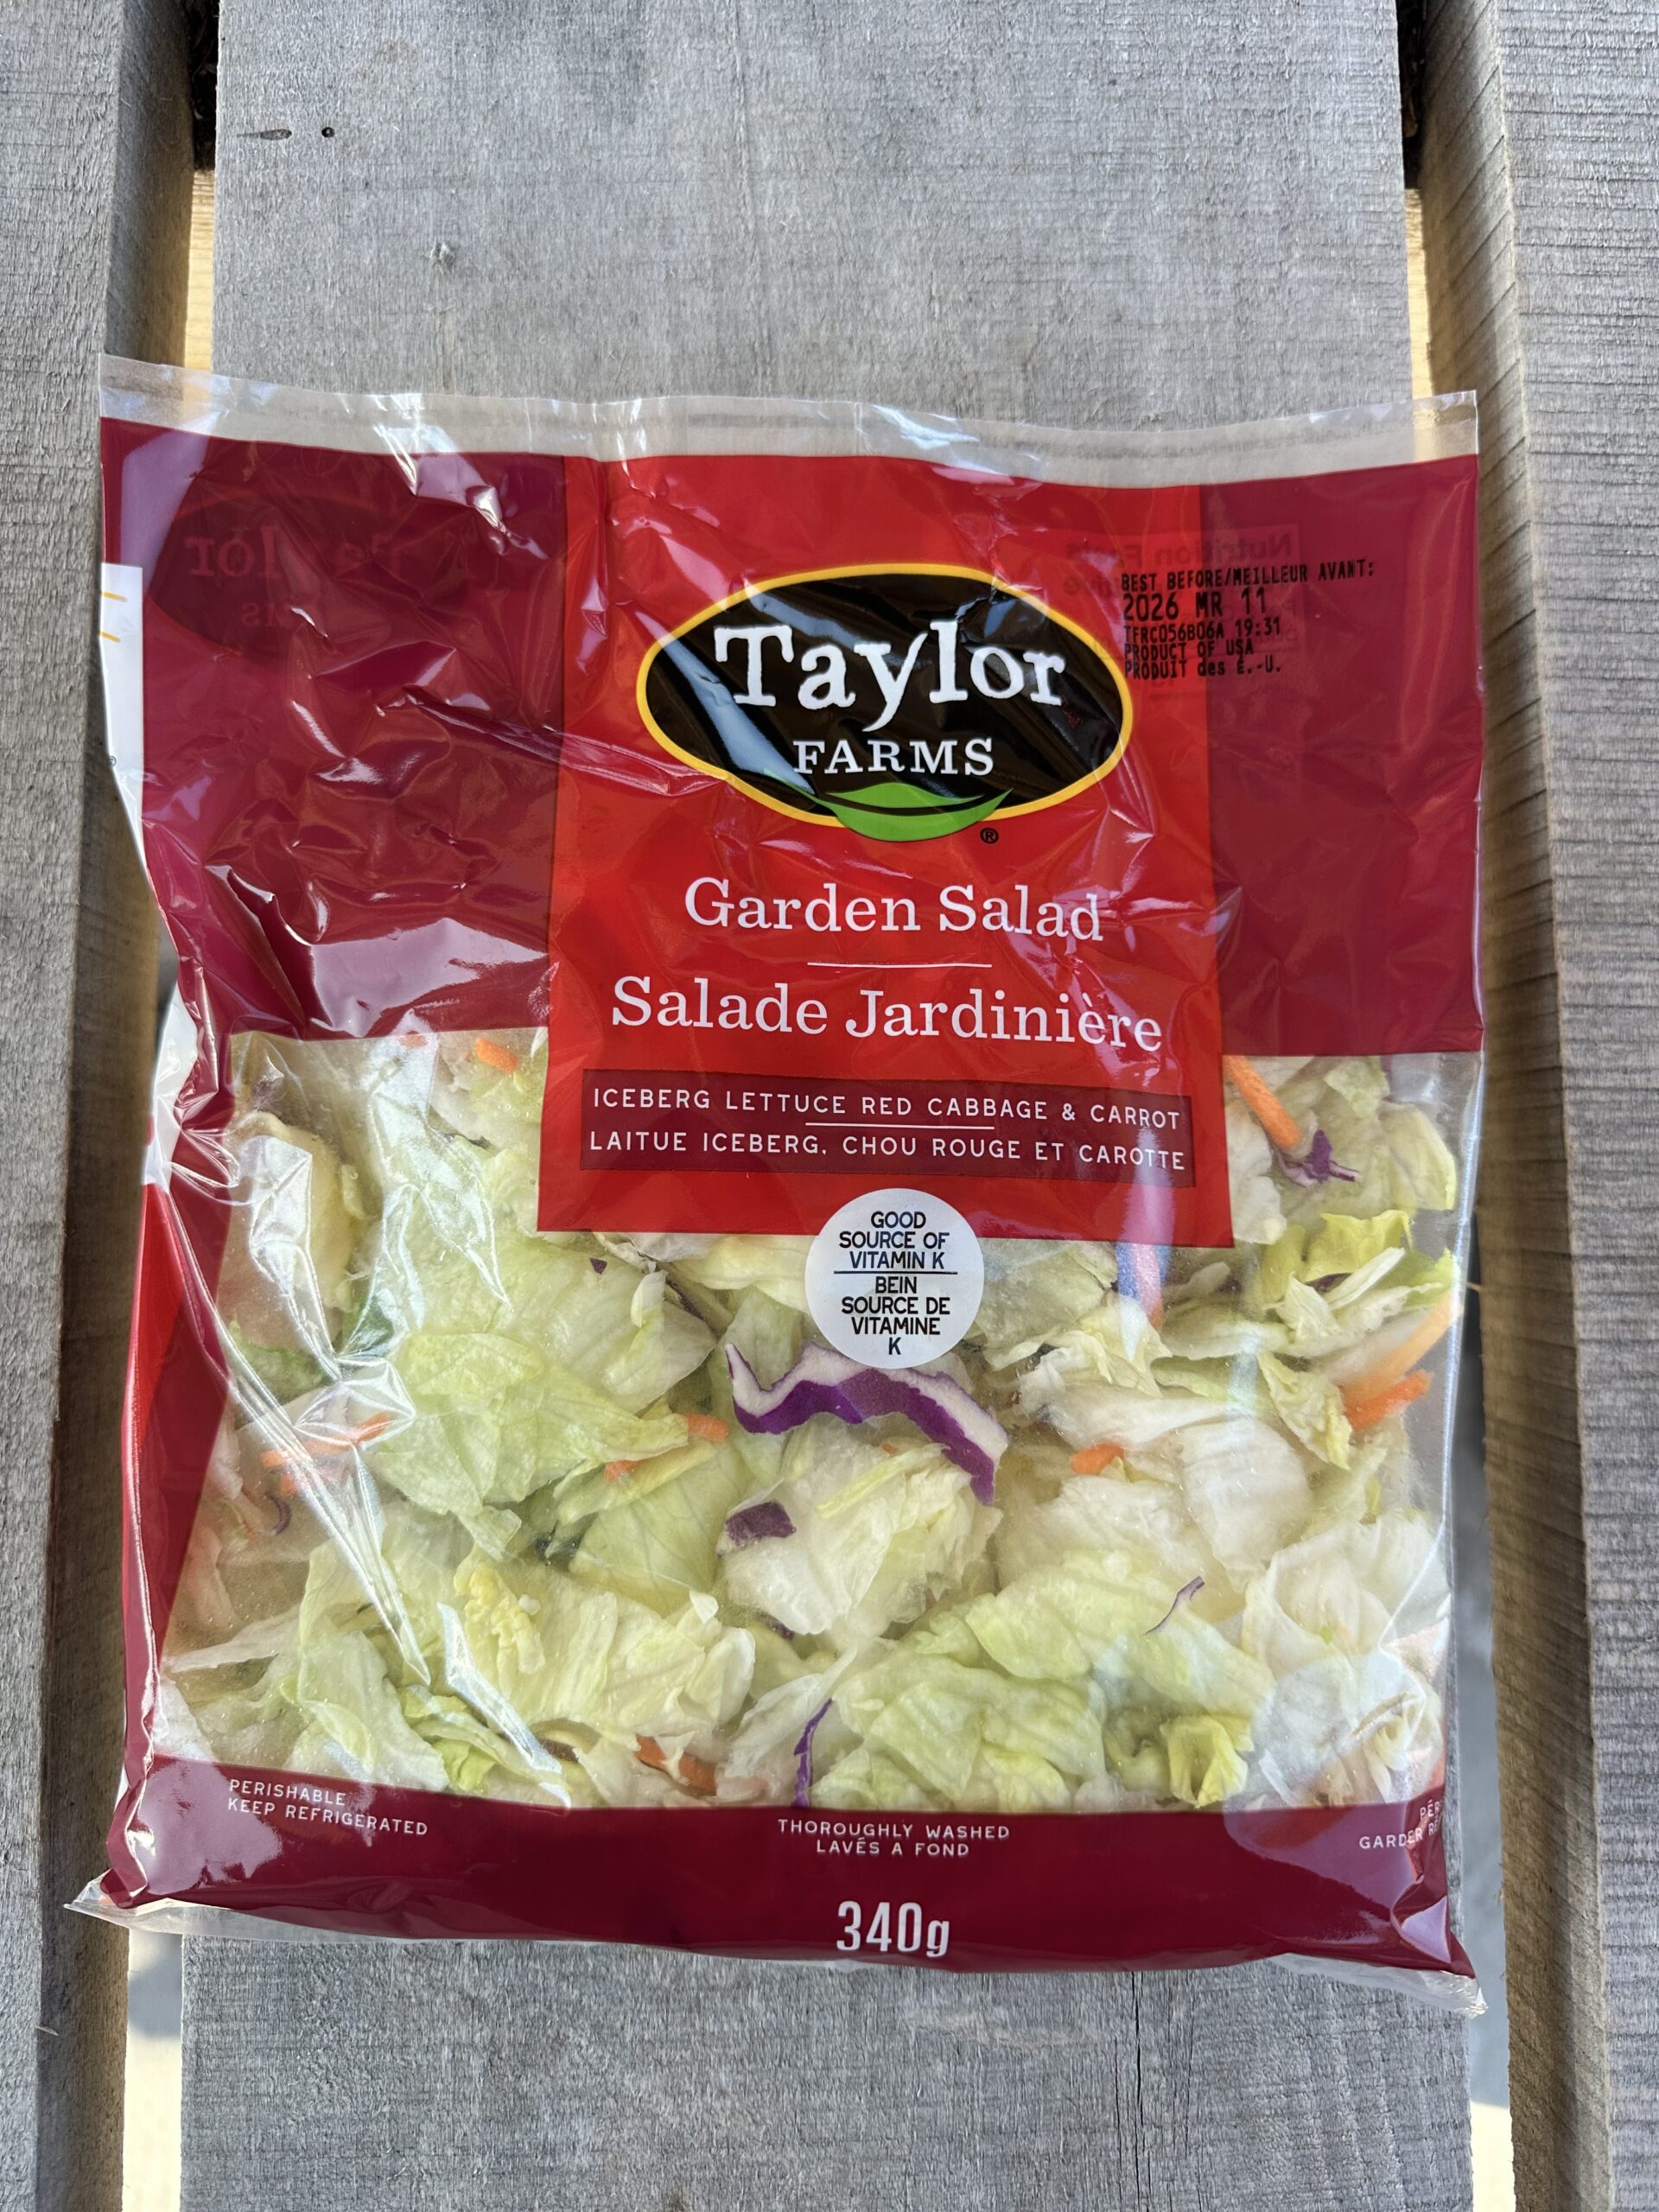 BEST BEFORE/MEILLEUR AVANT:
2026 MR 11
TFRC056B06A 19:31
PRODUCT OF USA
PRODUIT des É.-U.
Taylor
FARMS
®
Garden Salad
Salade Jardinière
ICEBERG LETTUCE RED CABBAGE & CARROT
LAITUE ICEBERG, CHOU ROUGE ET CAROTTE
GOOD
SOURCE OF
VITAMIN K
BEIN
SOURCE DE
VITAMINE
K
PERISHABLE
KEEP REFRIGERATED
THOROUGHLY WASHED
LAVÉS A FOND
GARDER
340g